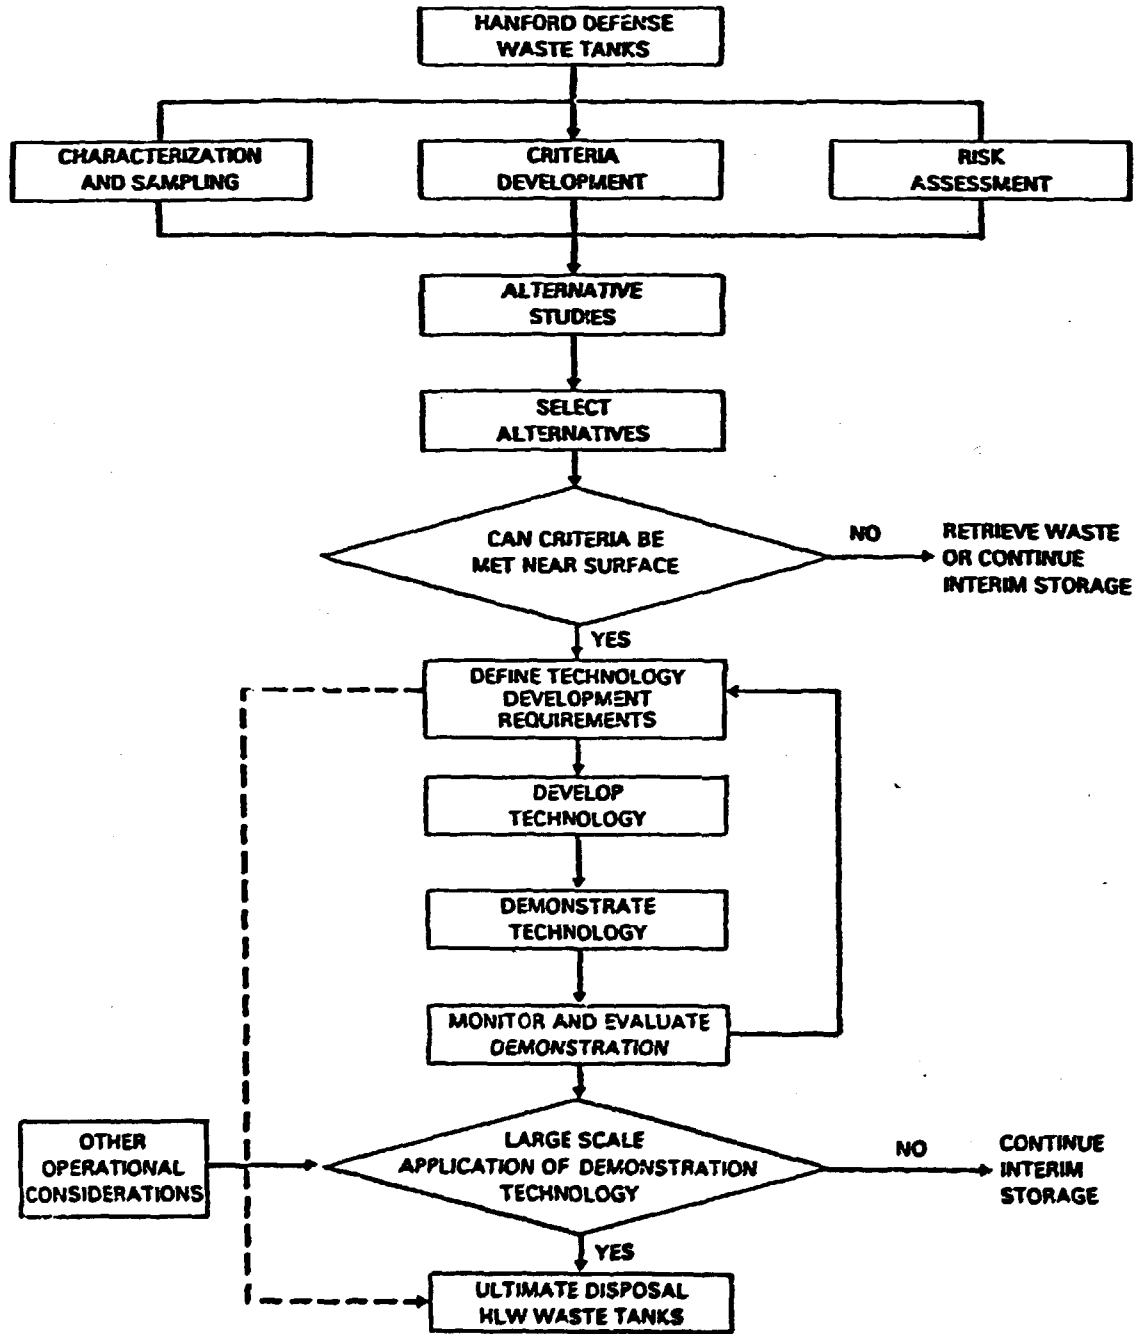 HANFORD DEFENSE
WASTE TANKS
CHARACTERIZATION
AND SAMPLING
CRITERIA
DEVELOPMENT
RISK
ASSESSMENT
ALTERNATIVE
STUDIES
SELECT
ALTERNATIVES
CAN CRITERIA BE
MET NEAR SURFACE
NO
RETRIEVE WASTE
OR CONTINUE
INTERIM STORAGE
YES
DEFINE TECHNOLOGY
DEVELOPMENT
REQUIREMENTS
DEVELOP
TECHNOLOGY
DEMONSTRATE
TECHNOLOGY
MONITOR AND EVALUATE
DEMONSTRATION
OTHER
OPERATIONAL
CONSIDERATIONS
LARGE SCALE
APPLICATION OF DEMONSTRATION
TECHNOLOGY
NO
CONTINUE
INTERIM
STORAGE
YES
ULTIMATE DISPOSAL
HLW WASTE TANKS